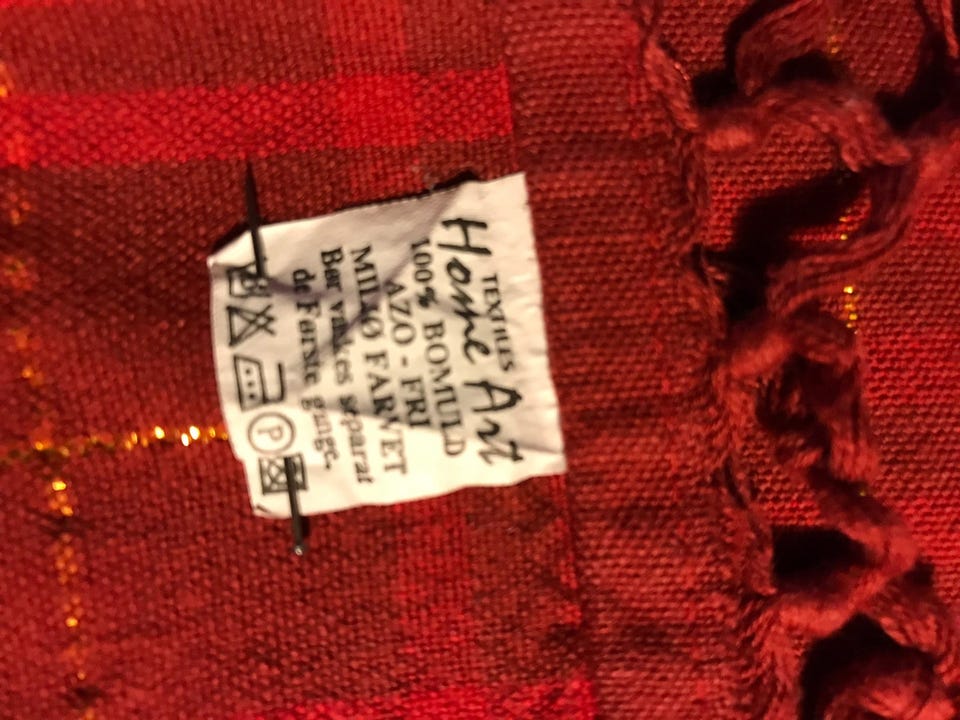 TEXTILES
Home Art
100% BOMULD
AZO - FRI
MILJØ FARVET
Bør vaskes separat
de Første gange.
P